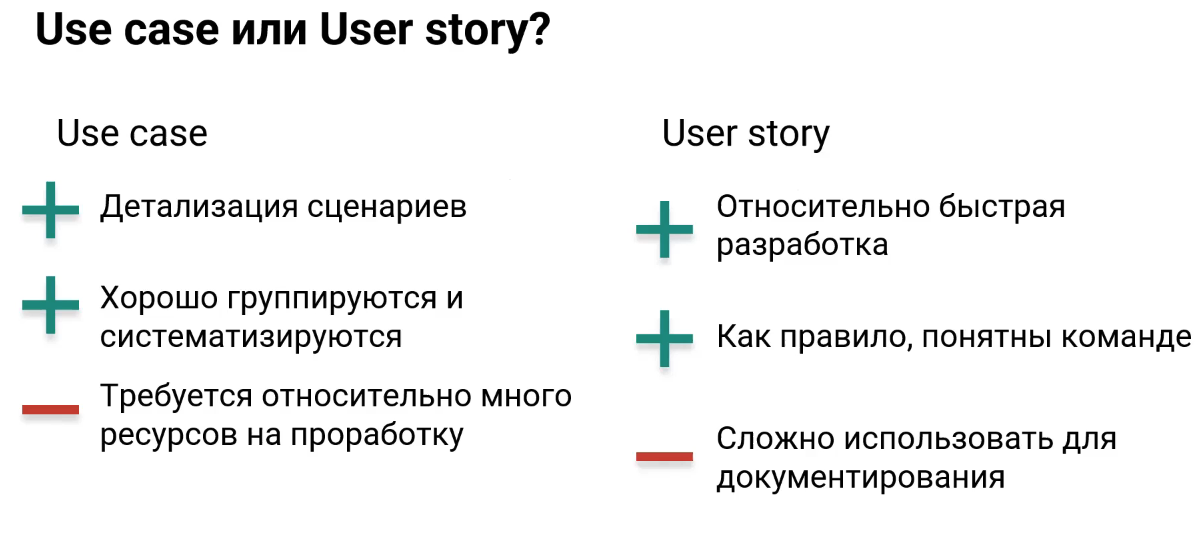 Use case или User story?
Use case
Детализация сценариев
Хорошо группируются и
систематизируются
Требуется относительно много
ресурсов на проработку
User story
Относительно быстрая
разработка
Как правило, понятны команде
Сложно использовать для
документирования